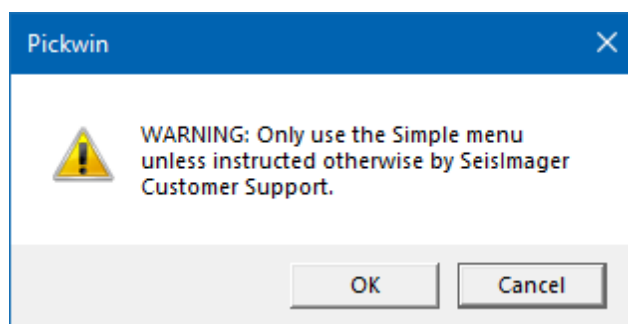 Pickwin
WARNING: Only use the Simple menu
unless instructed otherwise by SeisImager
Customer Support.
OK
Cancel